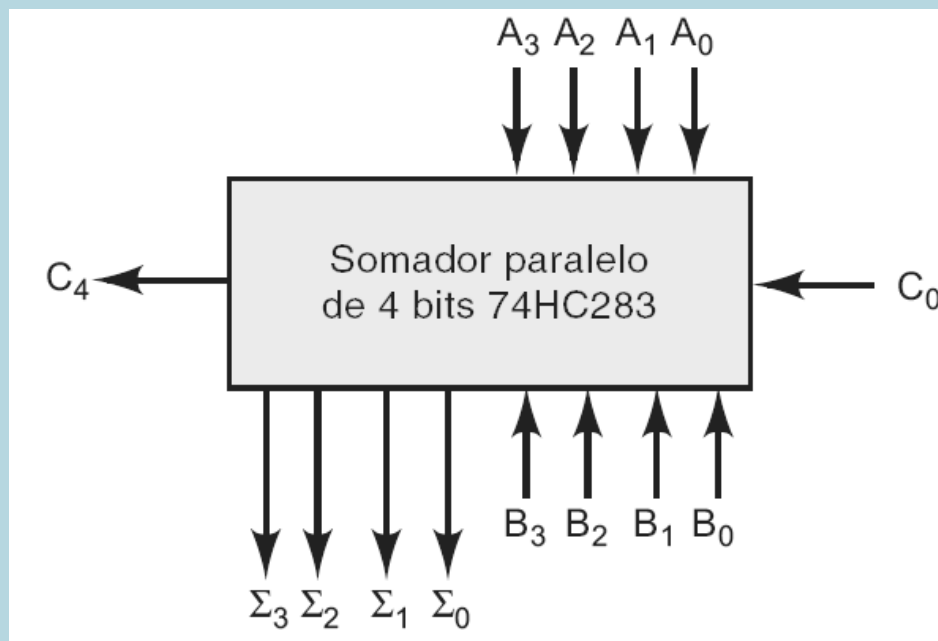 A₃ A₂ A₁ A₀
Somador paralelo
de 4 bits 74HC283
C₄
C₀
B₃ B₂ B₁ B₀
Σ₃ Σ₂ Σ₁ Σ₀